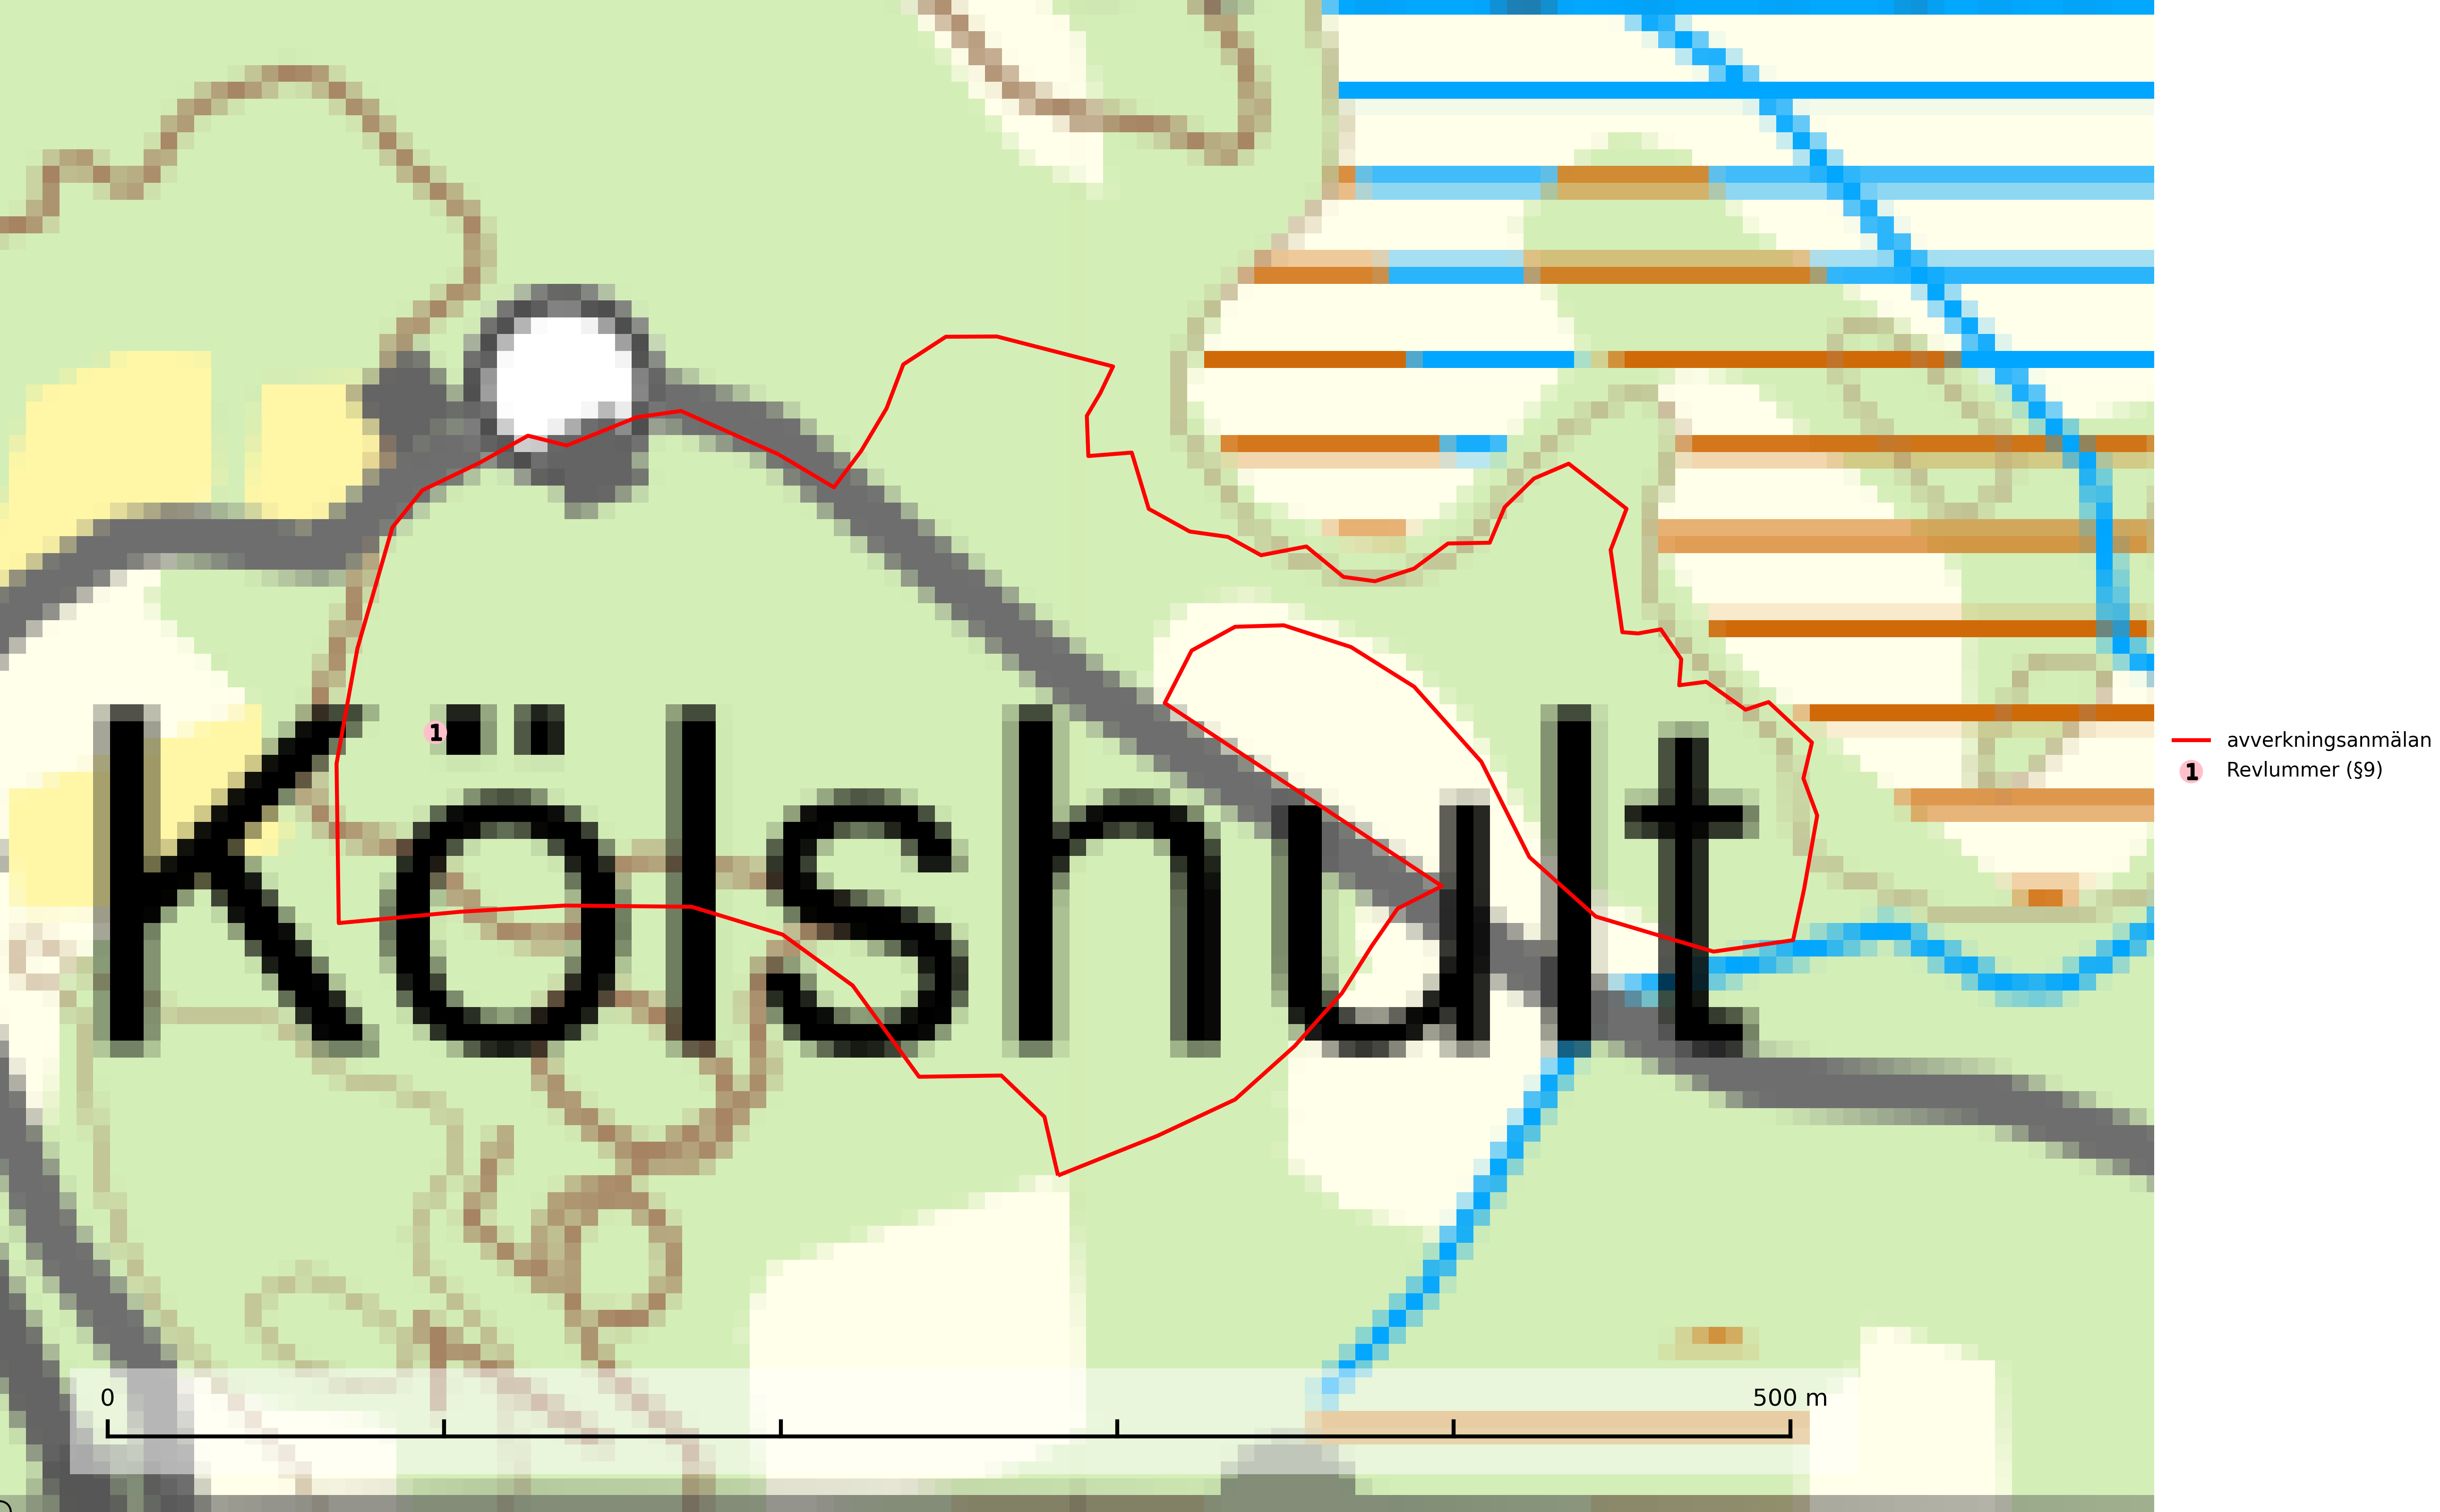 Kölshult
1
0 500 m
avverkningsanmälan
1 Revlummer (§9)